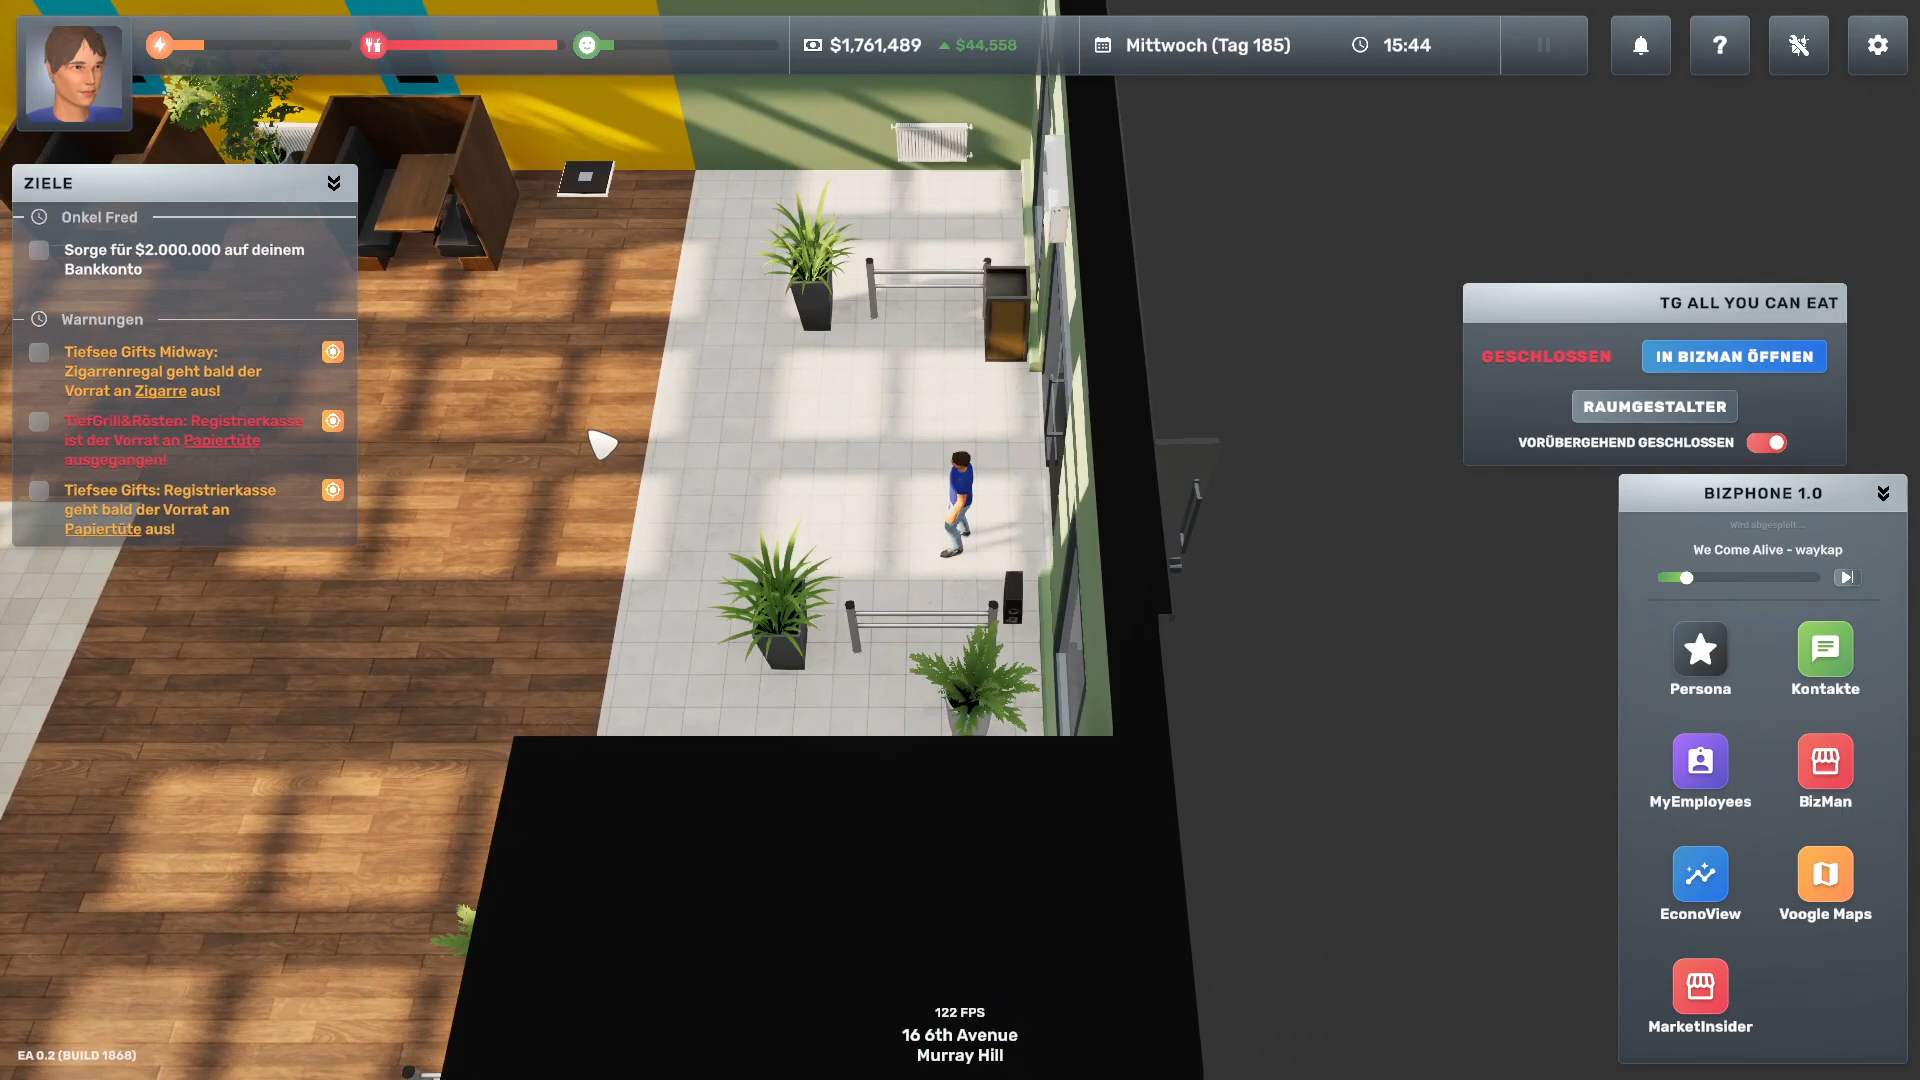 $1,761,489
$44,558
Mittwoch (Tag 185)
15:44
?
ZIELE
Onkel Fred
Sorge für $2.000.000 auf deinem
Bankkonto
Warnungen
Tiefsee Gifts Midway:
Zigarrenregal geht bald der
Vorrat an Zigarre aus!
TiefGrill&Rösten: Registrierkasse
ist der Vorrat an Papiertüte
ausgegangen!
Tiefsee Gifts: Registrierkasse
geht bald der Vorrat an
Papiertüte aus!
TG ALL YOU CAN EAT
GESCHLOSSEN
IN BIZMAN ÖFFNEN
RAUMGESTALTER
VORÜBERGEHEND GESCHLOSSEN
BIZPHONE 1.0
Wird abgespielt ...
We Come Alive - waykap
Persona
Kontakte
MyEmployees
BizMan
EconoView
Voogle Maps
MarketInsider
122 FPS
16 6th Avenue
Murray Hill
EA 0.2 (BUILD 1868)